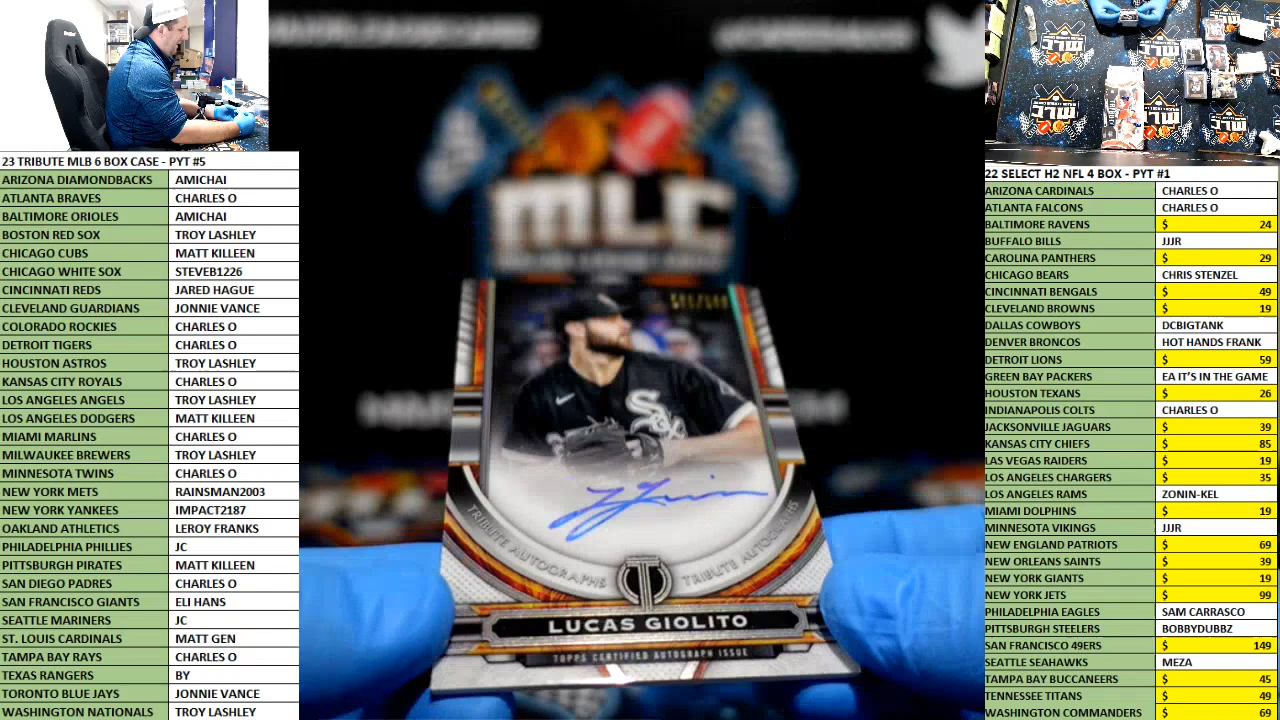 23 TRIBUTE MLB 6 BOX CASE - PYT #5
ARIZONA DIAMONDBACKS AMICHAI
ATLANTA BRAVES CHARLES O
BALTIMORE ORIOLES AMICHAI
BOSTON RED SOX TROY LASHLEY
CHICAGO CUBS MATT KILLEEN
CHICAGO WHITE SOX STEVEB1226
CINCINNATI REDS JARED HAGUE
CLEVELAND GUARDIANS JONNIE VANCE
COLORADO ROCKIES CHARLES O
DETROIT TIGERS CHARLES O
HOUSTON ASTROS TROY LASHLEY
KANSAS CITY ROYALS CHARLES O
LOS ANGELES ANGELS TROY LASHLEY
LOS ANGELES DODGERS MATT KILLEEN
MIAMI MARLINS CHARLES O
MILWAUKEE BREWERS TROY LASHLEY
MINNESOTA TWINS CHARLES O
NEW YORK METS RAINSMAN2003
NEW YORK YANKEES IMPACT2187
OAKLAND ATHLETICS LEROY FRANKS
PHILADELPHIA PHILLIES JC
PITTSBURGH PIRATES MATT KILLEEN
SAN DIEGO PADRES CHARLES O
SAN FRANCISCO GIANTS ELI HANS
SEATTLE MARINERS JC
ST. LOUIS CARDINALS MATT GEN
TAMPA BAY RAYS CHARLES O
TEXAS RANGERS BY
TORONTO BLUE JAYS JONNIE VANCE
WASHINGTON NATIONALS TROY LASHLEY
MLC
Sox
TRIBUTE AUTOGRAPHS TRIBUTE AUTOGRAPHS
LUCAS GIOLITO
TOPPS CERTIFIED AUTOGRAPH ISSUE
22 SELECT H2 NFL 4 BOX - PYT #1
ARIZONA CARDINALS CHARLES O
ATLANTA FALCONS CHARLES O
BALTIMORE RAVENS $ 24
BUFFALO BILLS JJJR
CAROLINA PANTHERS $ 29
CHICAGO BEARS CHRIS STENZEL
CINCINNATI BENGALS $ 49
CLEVELAND BROWNS $ 19
DALLAS COWBOYS DCBIGTANK
DENVER BRONCOS HOT HANDS FRANK
DETROIT LIONS $ 59
GREEN BAY PACKERS EA IT'S IN THE GAME
HOUSTON TEXANS $ 26
INDIANAPOLIS COLTS CHARLES O
JACKSONVILLE JAGUARS $ 39
KANSAS CITY CHIEFS $ 85
LAS VEGAS RAIDERS $ 19
LOS ANGELES CHARGERS $ 35
LOS ANGELES RAMS ZONIN-KEL
MIAMI DOLPHINS $ 19
MINNESOTA VIKINGS JJJR
NEW ENGLAND PATRIOTS $ 69
NEW ORLEANS SAINTS $ 39
NEW YORK GIANTS $ 19
NEW YORK JETS $ 99
PHILADELPHIA EAGLES SAM CARRASCO
PITTSBURGH STEELERS BOBBYDUBBZ
SAN FRANCISCO 49ERS $ 149
SEATTLE SEAHAWKS MEZA
TAMPA BAY BUCCANEERS $ 45
TENNESSEE TITANS $ 49
WASHINGTON COMMANDERS $ 69